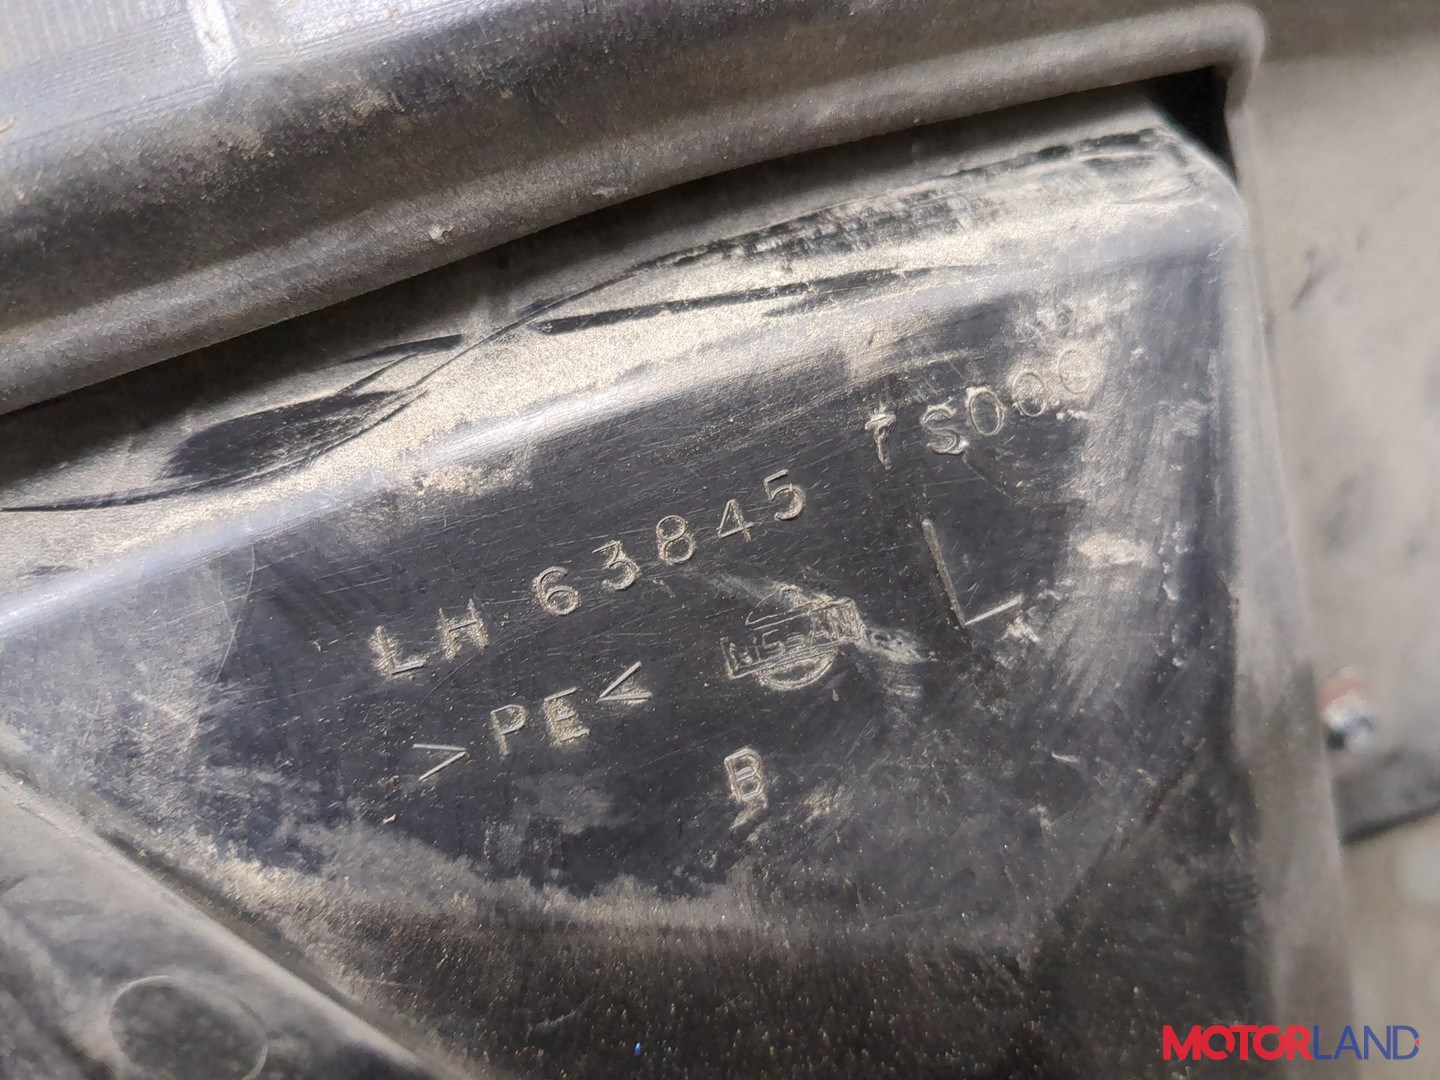 LH 63845 7S000
L
>PE< NISSAN
B
MOTORLAND